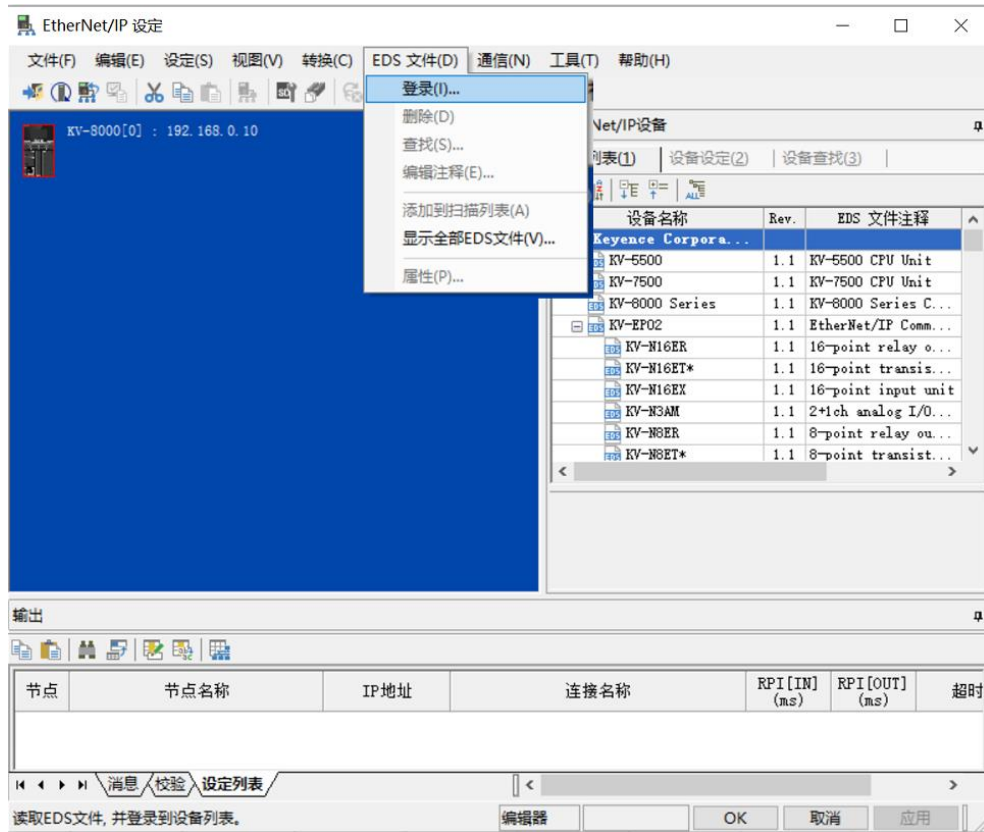 EtherNet/IP 设定
文件(F) 编辑(E) 设定(S) 视图(V) 转换(C) EDS 文件(D) 通信(N) 工具(T) 帮助(H)
登录(I)...
删除(D)
查找(S)...
编辑注释(E)...
添加到扫描列表(A)
显示全部EDS文件(V)...
属性(P)...
KV-8000[0] : 192.168.0.10
Net/IP设备
列表(1) 设备设定(2) 设备查找(3)
设备名称 Rev. EDS 文件注释
Keyence Corpora...
KV-5500 1.1 KV-5500 CPU Unit
KV-7500 1.1 KV-7500 CPU Unit
KV-8000 Series 1.1 KV-8000 Series C...
KV-EP02 1.1 EtherNet/IP Comm...
KV-N16ER 1.1 16-point relay o...
KV-N16ET* 1.1 16-point transis...
KV-N16EX 1.1 16-point input unit
KV-N3AM 1.1 2+1ch analog I/O...
KV-N8ER 1.1 8-point relay ou...
KV-N8ET* 1.1 8-point transist...
输出
节点 节点名称 IP地址 连接名称 RPI[IN] (ms) RPI[OUT] (ms) 超时
消息 校验 设定列表
读取EDS文件, 并登录到设备列表。 编辑器 OK 取消 应用